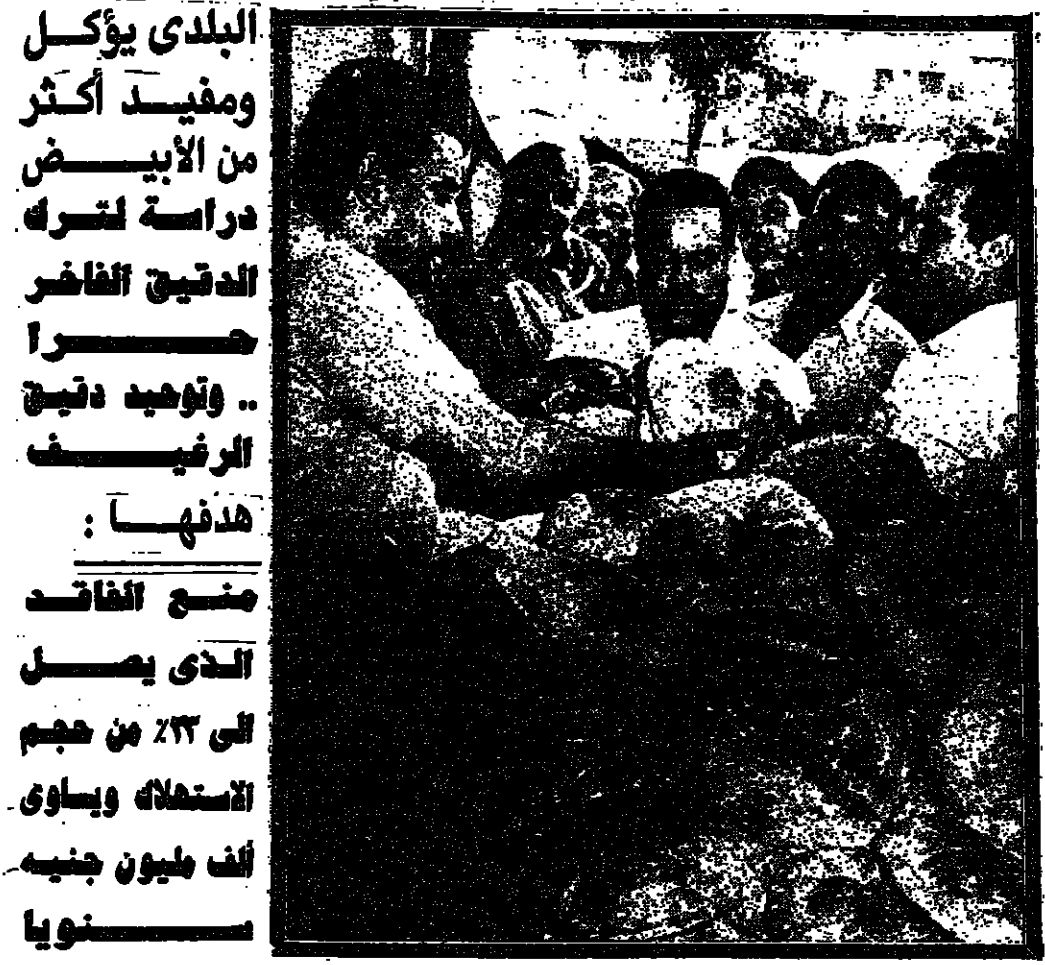 البلدى يؤكل
ومفيد أكثر
من الأبيض
دراسة لترك
الدقيق الفاخر
حرا
.. وتوحيد دقيق
الرغيف
هدفها :
منع الفاقد
الذى يصل
الى ٣٣٪ من حجم
الاستهلاك ويساوى
ألف مليون جنيه
سنويا